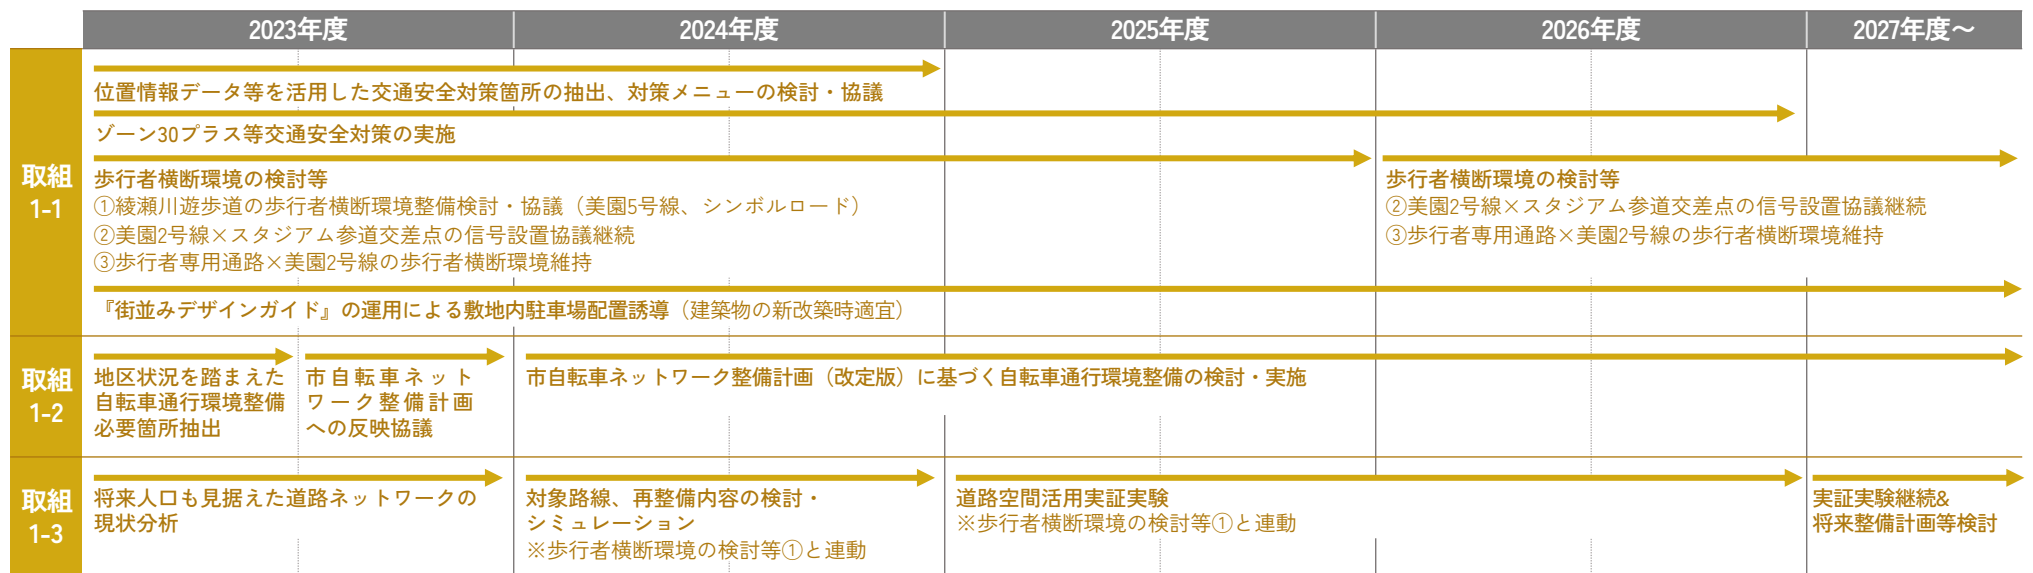 2023年度
2024年度
2025年度
2026年度
2027年度～
取組
1-1
位置情報データ等を活用した交通安全対策箇所の抽出、対策メニューの検討・協議
ゾーン30プラス等交通安全対策の実施
歩行者横断環境の検討等
①綾瀬川遊歩道の歩行者横断環境整備検討・協議（美園5号線、シンボルロード）
②美園2号線×スタジアム参道交差点の信号設置協議継続
③歩行者専用通路×美園2号線の歩行者横断環境維持
歩行者横断環境の検討等
②美園2号線×スタジアム参道交差点の信号設置協議継続
③歩行者専用通路×美園2号線の歩行者横断環境維持
『街並みデザインガイド』の運用による敷地内駐車場配置誘導（建築物の新改築時適宜）
取組
1-2
地区状況を踏まえた
自転車通行環境整備
必要箇所抽出
市自転車ネット
ワーク整備計画
への反映協議
市自転車ネットワーク整備計画（改定版）に基づく自転車通行環境整備の検討・実施
取組
1-3
将来人口も見据えた道路ネットワークの
現状分析
対象路線、再整備内容の検討・
シミュレーション
※歩行者横断環境の検討等①と連動
道路空間活用実証実験
※歩行者横断環境の検討等①と連動
実証実験継続&
将来整備計画等検討